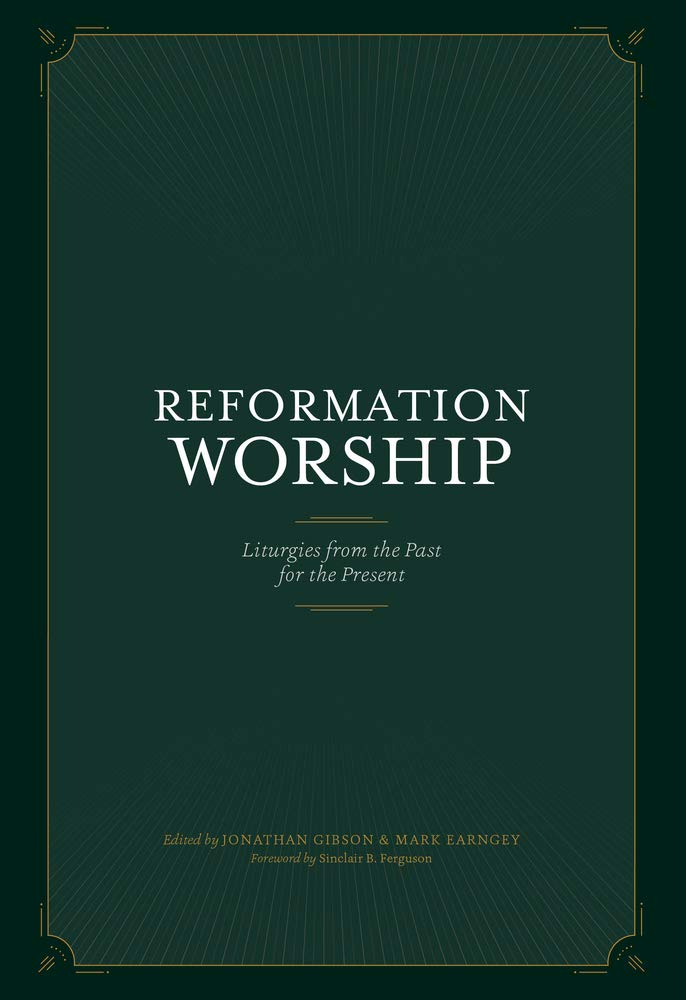 REFORMATION
WORSHIP
Liturgies from the Past
for the Present
Edited by JONATHAN GIBSON & MARK EARNGEY
Foreword by Sinclair B. Ferguson